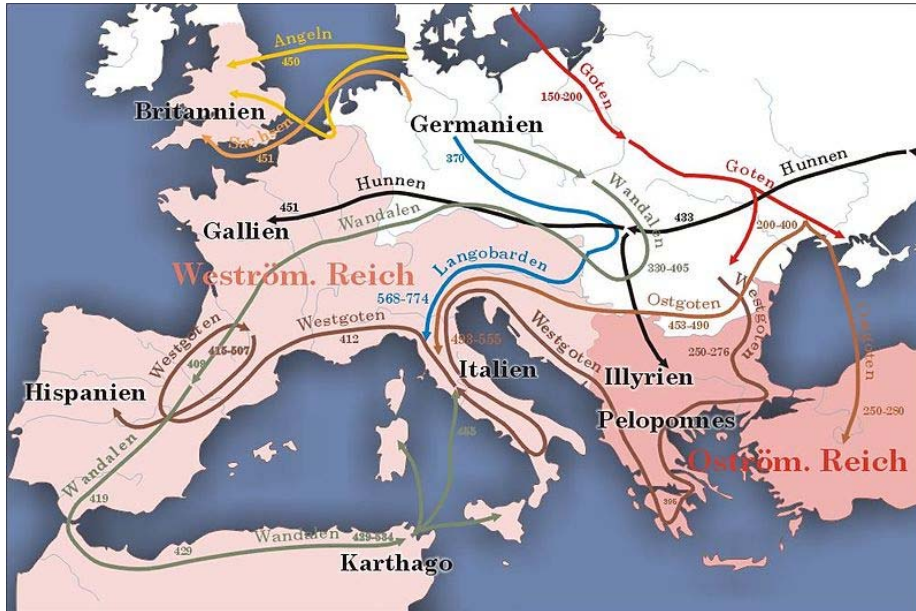 Angeln
450
Britannien
Sachsen
451
Germanien
370
Goten
150-200
Goten
Hunnen
433
200-400
Hunnen
451
Wandalen
Gallien
Wandalen
330-405
Langobarden
568-774
Weström. Reich
Ostgoten
453-490
Westgoten
250-276
Westgoten
412
Westgoten
415-507
409
493-555
Italien
Westgoten
Illyrien
Hispanien
Peloponnes
Oström. Reich
250-280
Wandalen
419
455
395
Wandalen
429
429-534
Karthago